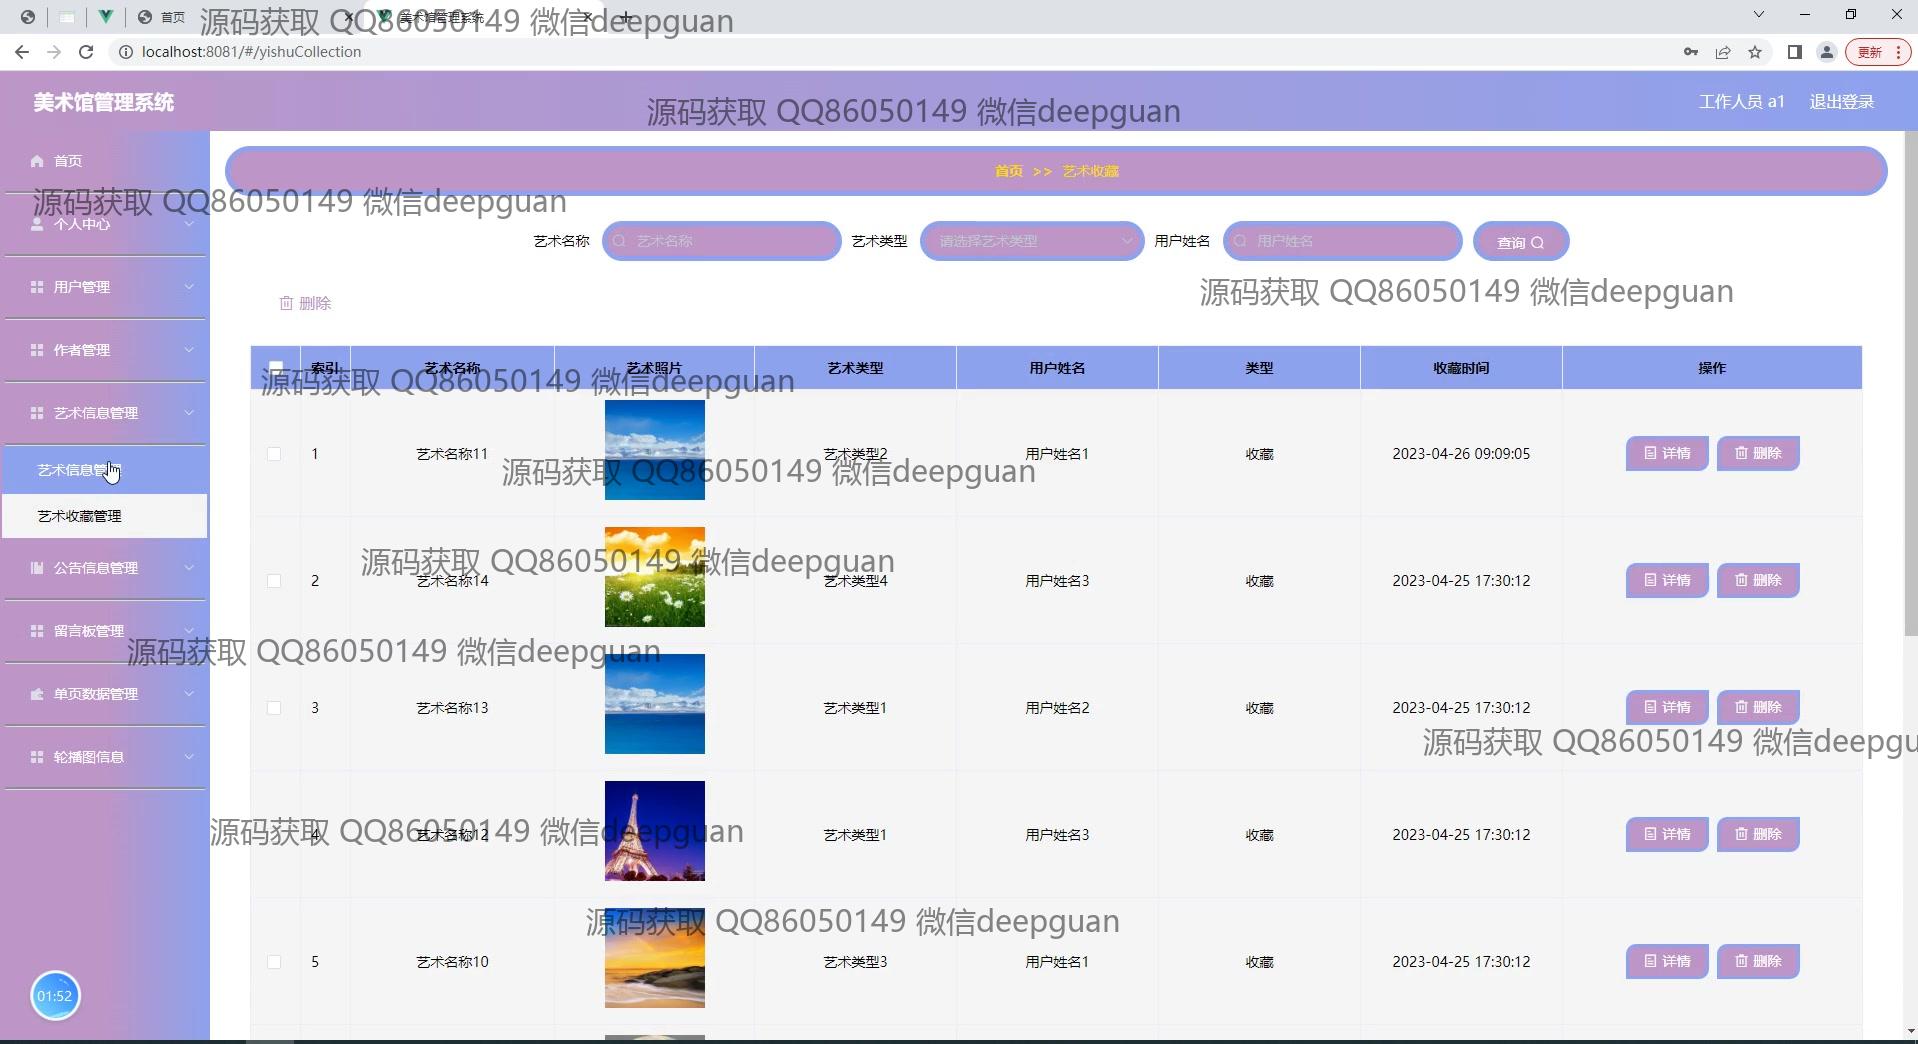 首页
美术馆管理系统
源码获取 QQ86050149 微信deepguan
localhost:8081/#/yishuCollection
更新
美术馆管理系统
源码获取 QQ86050149 微信deepguan
工作人员 a1
退出登录
首页
源码获取 QQ86050149 微信deepguan
个人中心
用户管理
作者管理
艺术信息管理
艺术信息管理
艺术收藏管理
公告信息管理
留言板管理
单页数据管理
轮播图信息
01:52
首页 >> 艺术收藏
艺术名称 艺术名称 艺术类型 请选择艺术类型 用户姓名 用户姓名 查询
源码获取 QQ86050149 微信deepguan
删除
索引 艺术名称 艺术照片 艺术类型 用户姓名 类型 收藏时间 操作
源码获取 QQ86050149 微信deepguan
1 艺术名称11 艺术类型2 用户姓名1 收藏 2023-04-26 09:09:05 详情 删除
源码获取 QQ86050149 微信deepguan
源码获取 QQ86050149 微信deepguan
2 艺术名称14 艺术类型4 用户姓名3 收藏 2023-04-25 17:30:12 详情 删除
源码获取 QQ86050149 微信deepguan
3 艺术名称13 艺术类型1 用户姓名2 收藏 2023-04-25 17:30:12 详情 删除
源码获取 QQ86050149 微信deepgu
源码获取 QQ86050149 微信deepguan
4 艺术名称12 艺术类型1 用户姓名3 收藏 2023-04-25 17:30:12 详情 删除
源码获取 QQ86050149 微信deepguan
5 艺术名称10 艺术类型3 用户姓名1 收藏 2023-04-25 17:30:12 详情 删除